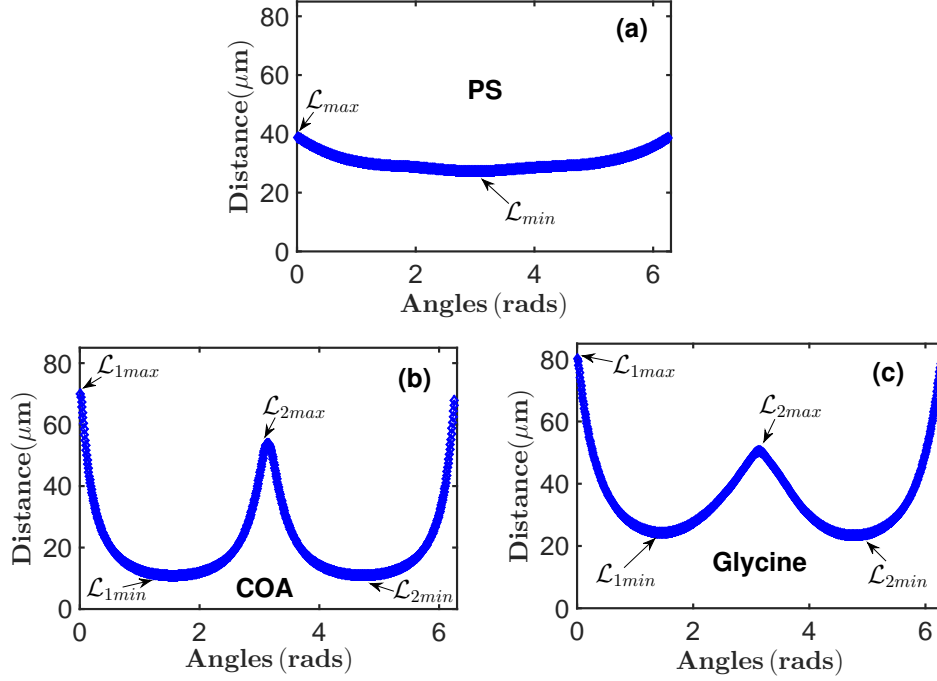 (a)
80
60
40
20
0
Distance(μm)
PS
ℒmax
ℒmin
0 2 4 6
Angles (rads)
(b)
80
60
40
20
0
Distance(μm)
ℒ1max
ℒ2max
ℒ1min
COA
ℒ2min
0 2 4 6
Angles (rads)
(c)
80
60
40
20
0
Distance(μm)
ℒ1max
ℒ2max
ℒ1min
Glycine
ℒ2min
0 2 4 6
Angles (rads)